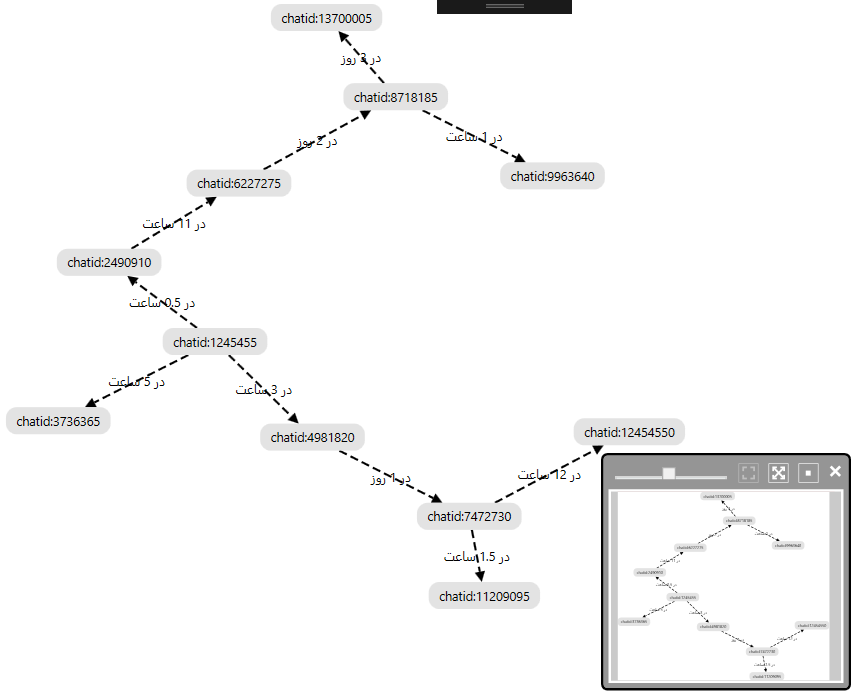 chatid:13700005
در 3 روز
chatid:8718185
در 2 روز
در 1 ساعت
chatid:9963640
chatid:6227275
در 11 ساعت
chatid:2490910
در 0.5 ساعت
chatid:1245455
در 5 ساعت
در 3 ساعت
chatid:3736365
chatid:4981820
chatid:12454550
در 1 روز
در 12 ساعت
chatid:7472730
در 1.5 ساعت
chatid:11209095